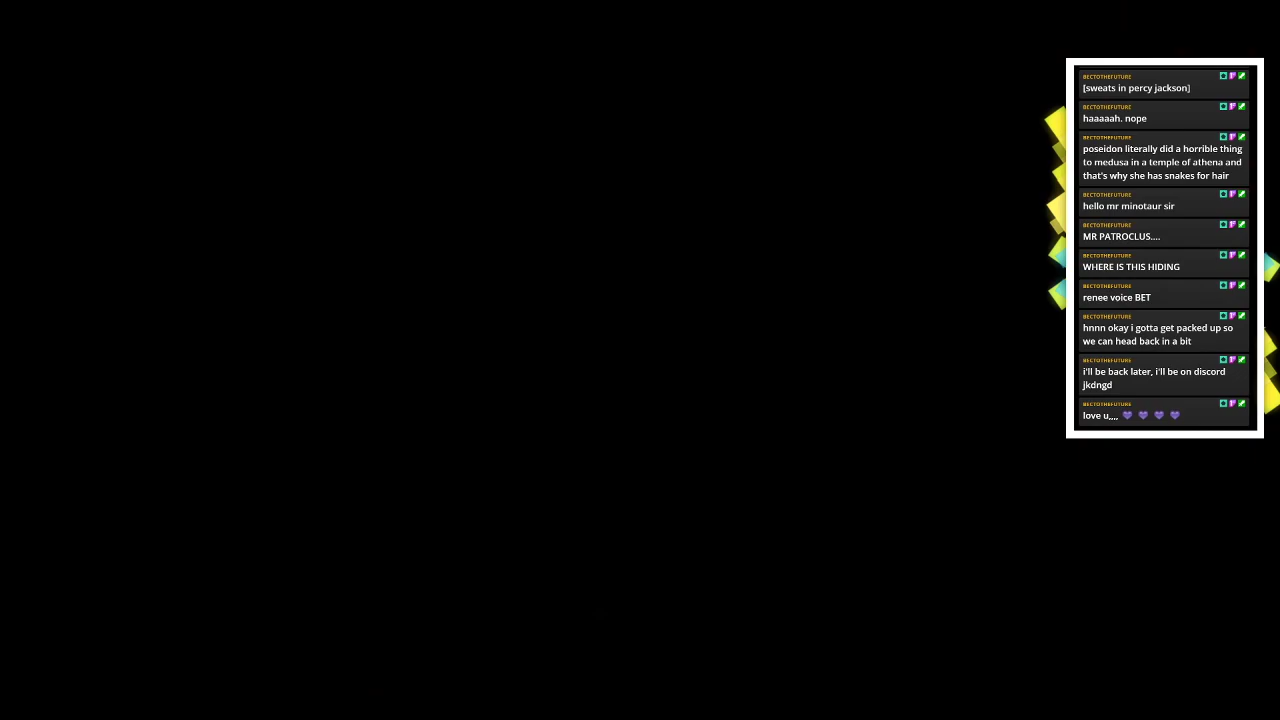 BECTOTHEFUTURE
[sweats in percy jackson]
BECTOTHEFUTURE
haaaaah. nope
BECTOTHEFUTURE
poseidon literally did a horrible thing
to medusa in a temple of athena and
that's why she has snakes for hair
BECTOTHEFUTURE
hello mr minotaur sir
BECTOTHEFUTURE
MR PATROCLUS....
BECTOTHEFUTURE
WHERE IS THIS HIDING
BECTOTHEFUTURE
renee voice BET
BECTOTHEFUTURE
hnnn okay i gotta get packed up so
we can head back in a bit
BECTOTHEFUTURE
i'll be back later, i'll be on discord
jkdngd
BECTOTHEFUTURE
love u,,,, 💜 💜 💜 💜